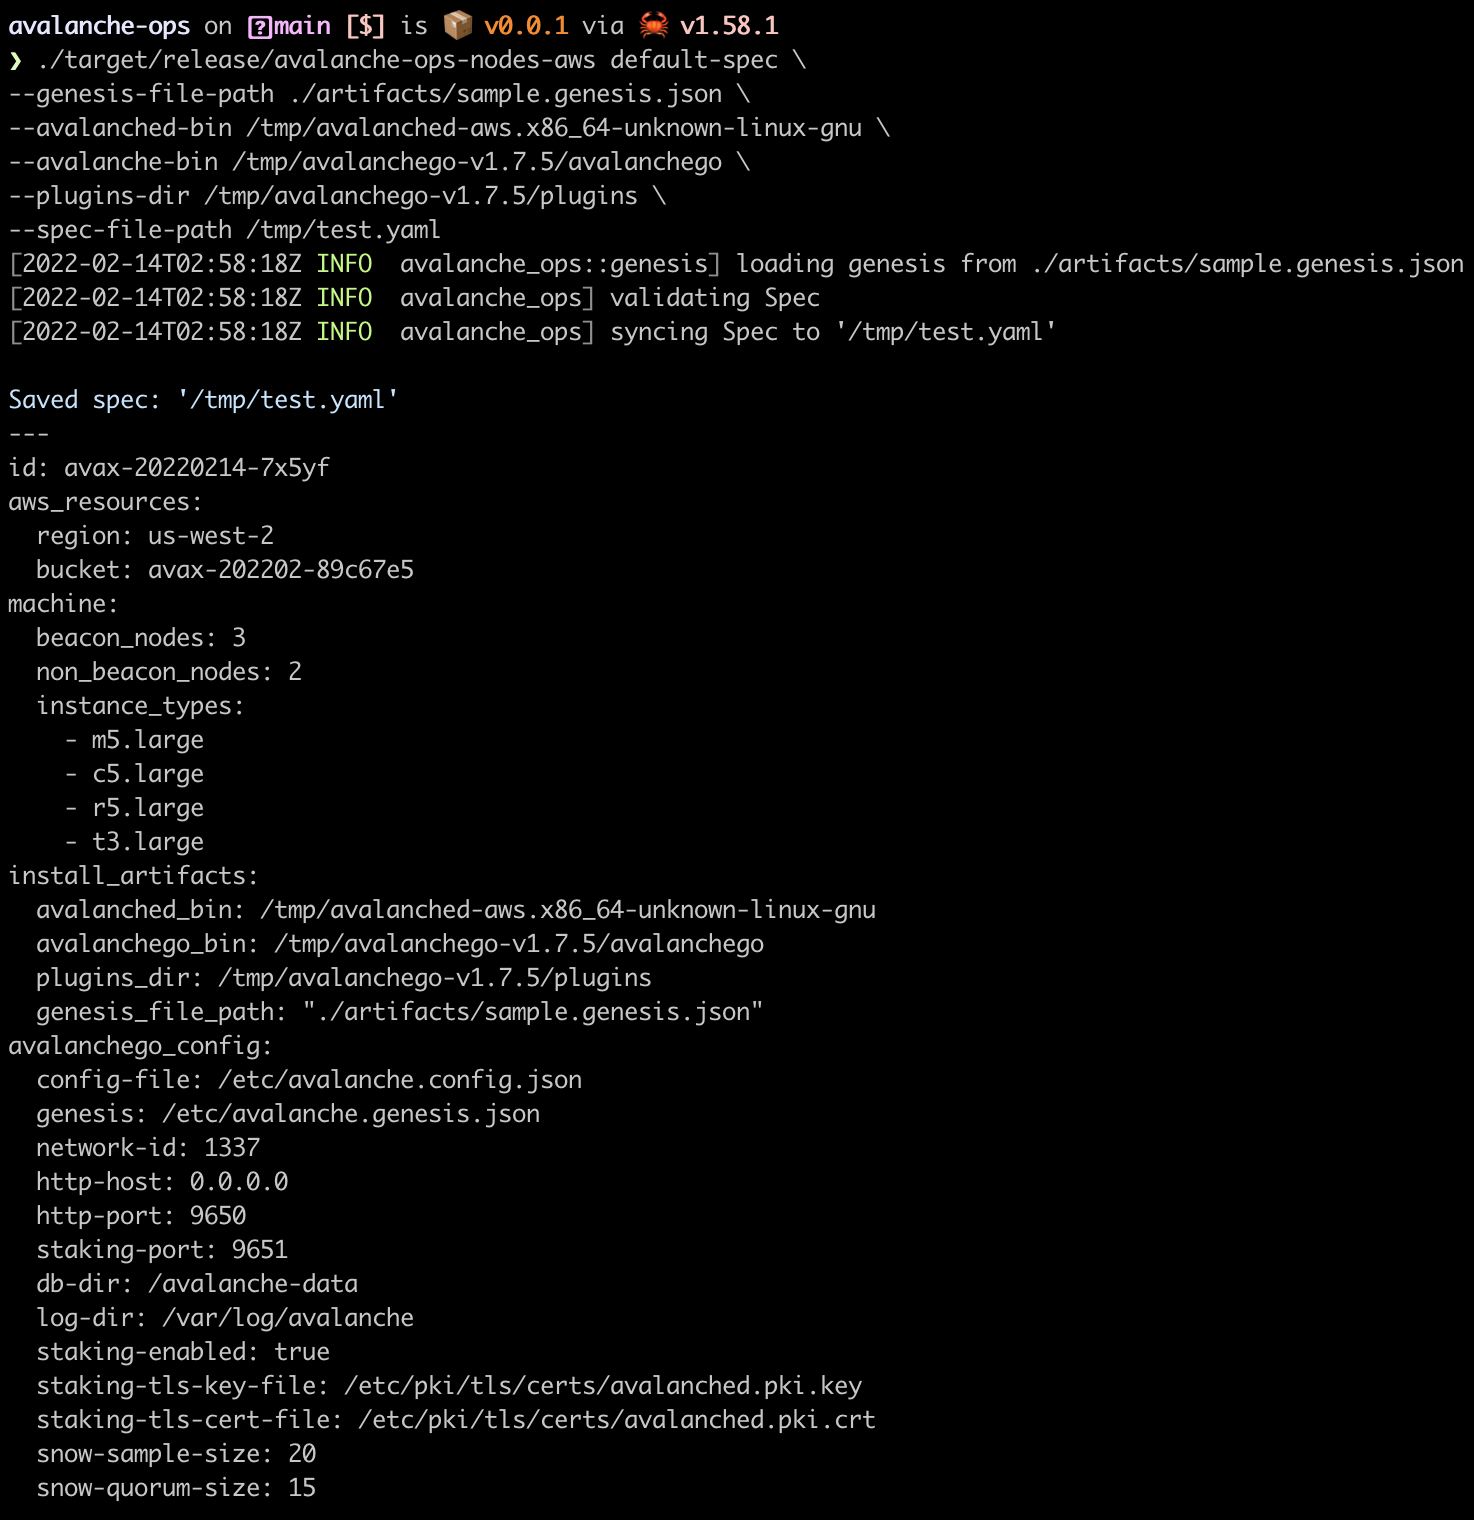 avalanche-ops on main [$] is 📦 v0.0.1 via 🦀 v1.58.1
❯ ./target/release/avalanche-ops-nodes-aws default-spec \
--genesis-file-path ./artifacts/sample.genesis.json \
--avalanched-bin /tmp/avalanched-aws.x86_64-unknown-linux-gnu \
--avalanche-bin /tmp/avalanchego-v1.7.5/avalanchego \
--plugins-dir /tmp/avalanchego-v1.7.5/plugins \
--spec-file-path /tmp/test.yaml
[2022-02-14T02:58:18Z INFO  avalanche_ops::genesis] loading genesis from ./artifacts/sample.genesis.json
[2022-02-14T02:58:18Z INFO  avalanche_ops] validating Spec
[2022-02-14T02:58:18Z INFO  avalanche_ops] syncing Spec to '/tmp/test.yaml'
Saved spec: '/tmp/test.yaml'
---
id: avax-20220214-7x5yf
aws_resources:
  region: us-west-2
  bucket: avax-202202-89c67e5
machine:
  beacon_nodes: 3
  non_beacon_nodes: 2
  instance_types:
    - m5.large
    - c5.large
    - r5.large
    - t3.large
install_artifacts:
  avalanched_bin: /tmp/avalanched-aws.x86_64-unknown-linux-gnu
  avalanchego_bin: /tmp/avalanchego-v1.7.5/avalanchego
  plugins_dir: /tmp/avalanchego-v1.7.5/plugins
  genesis_file_path: "./artifacts/sample.genesis.json"
avalanchego_config:
  config-file: /etc/avalanche.config.json
  genesis: /etc/avalanche.genesis.json
  network-id: 1337
  http-host: 0.0.0.0
  http-port: 9650
  staking-port: 9651
  db-dir: /avalanche-data
  log-dir: /var/log/avalanche
  staking-enabled: true
  staking-tls-key-file: /etc/pki/tls/certs/avalanched.pki.key
  staking-tls-cert-file: /etc/pki/tls/certs/avalanched.pki.crt
  snow-sample-size: 20
  snow-quorum-size: 15